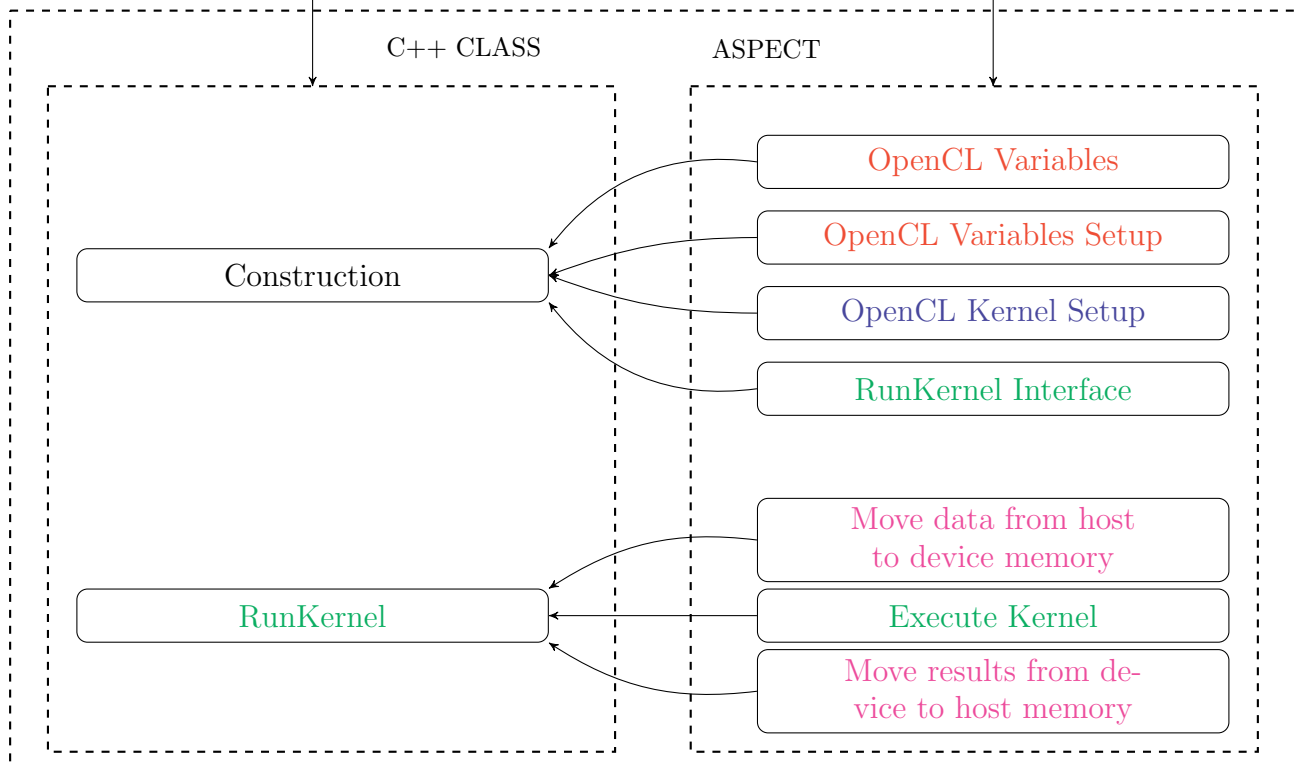 C++ CLASS
ASPECT
OpenCL Variables
OpenCL Variables Setup
Construction
OpenCL Kernel Setup
RunKernel Interface
Move data from host
to device memory
RunKernel
Execute Kernel
Move results from de-
vice to host memory